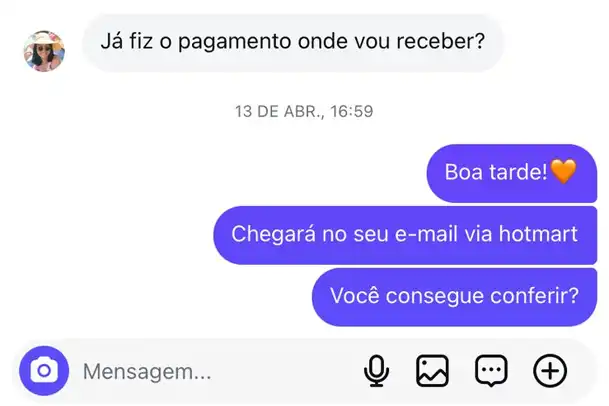 Já fiz o pagamento onde vou receber?
13 DE ABR., 16:59
Boa tarde!🧡
Chegará no seu e-mail via hotmart
Você consegue conferir?
Mensagem...